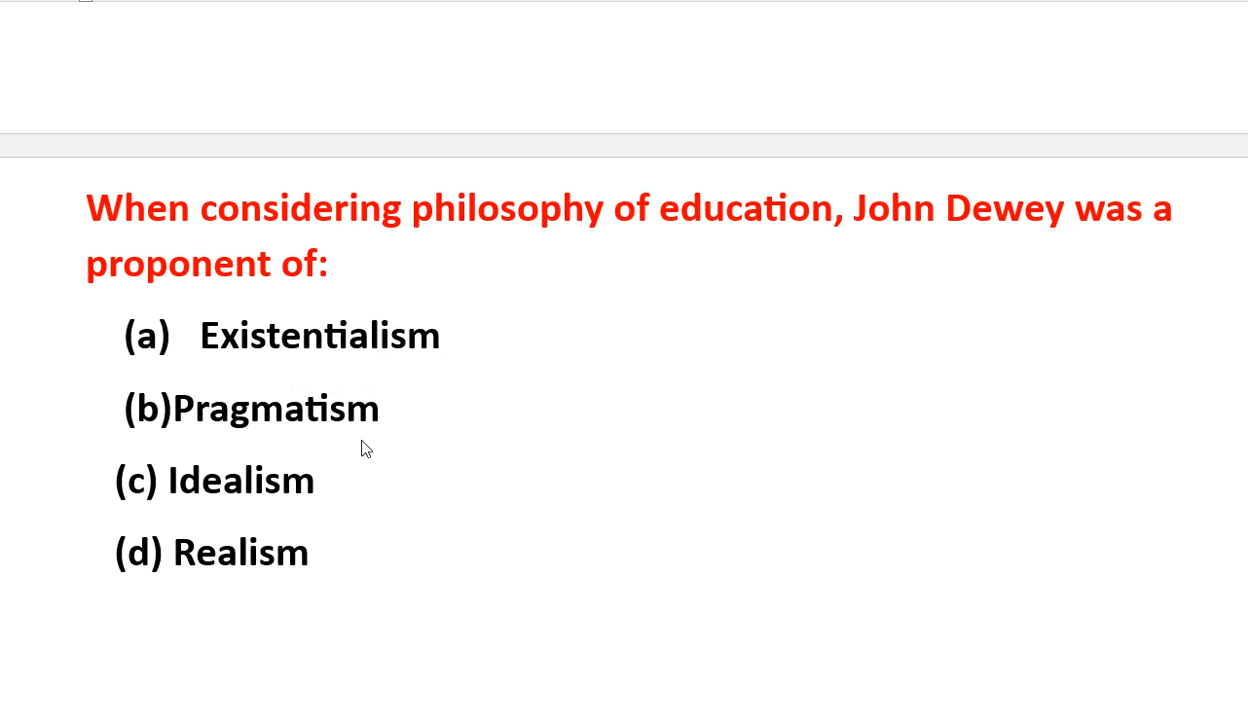 When considering philosophy of education, John Dewey was a
proponent of:
(a) Existentialism
(b)Pragmatism
(c) Idealism
(d) Realism